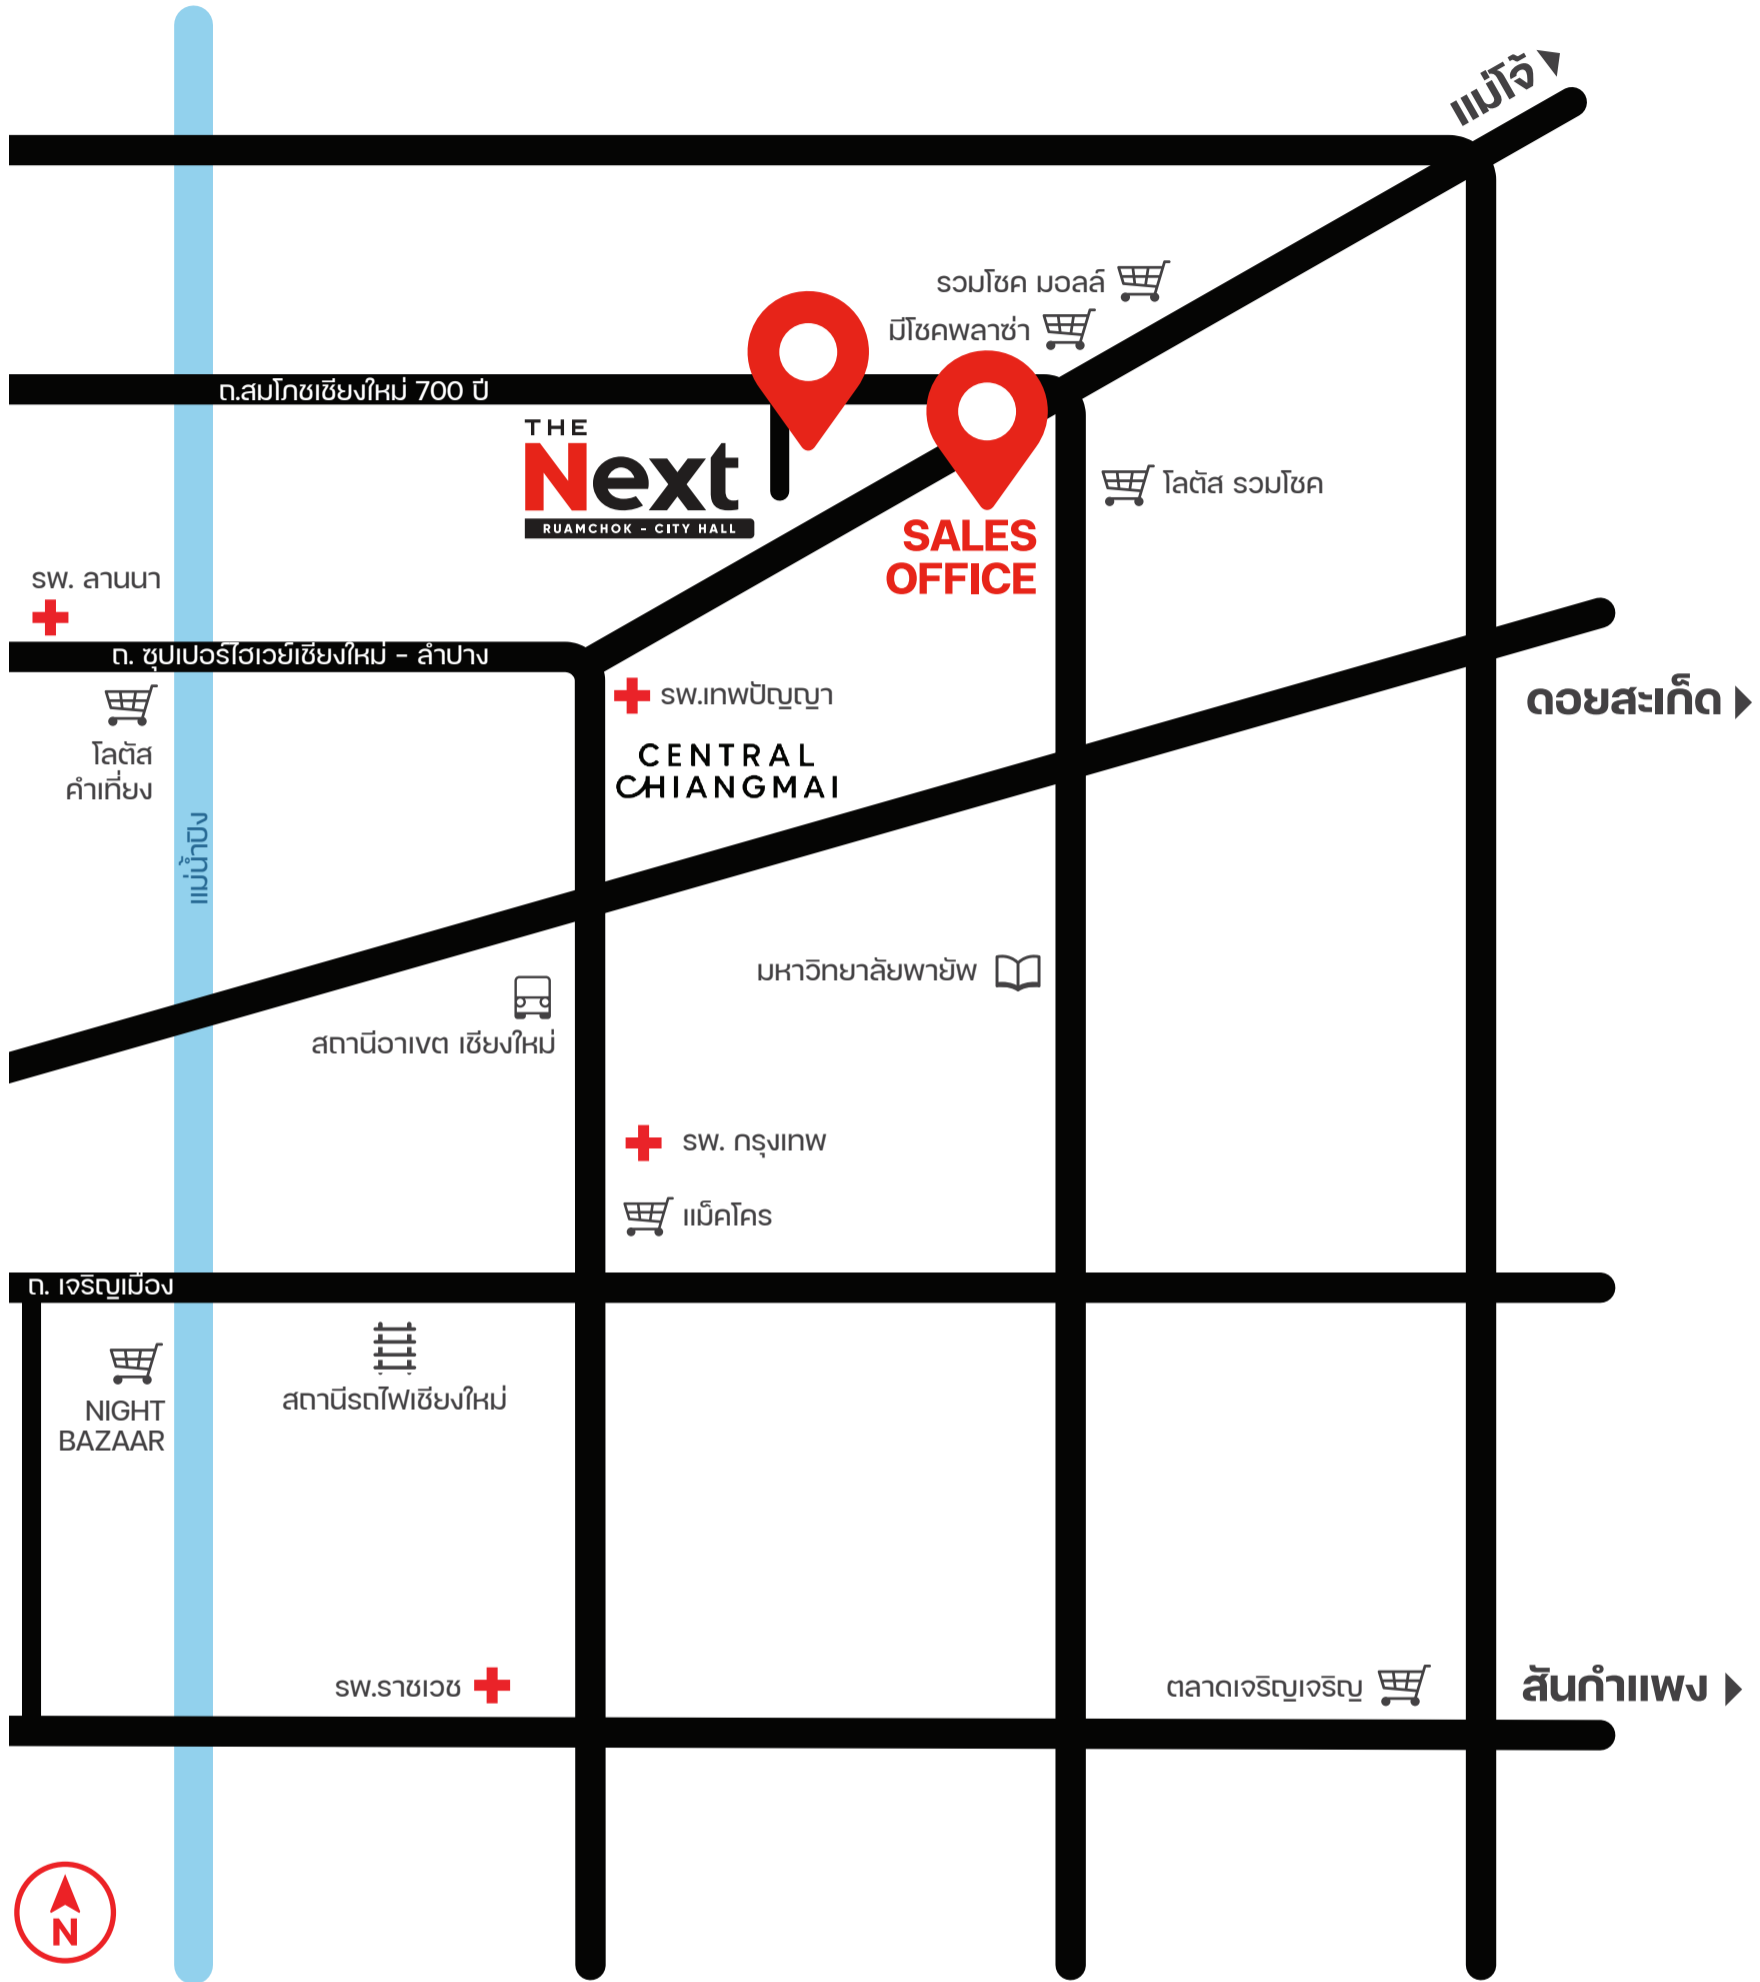 แม่โจ้
รวมโชค มอลล์
มีโชคพลาซ่า
ถ.สมโภชเชียงใหม่ 700 ปี
THE
Next
RUAMCHOK - CITY HALL
โลตัส รวมโชค
SALES
OFFICE
รพ. ลานนา
ถ. ซุปเปอร์ไฮเวย์เชียงใหม่ - ลำปาง
รพ.เทพปัญญา
ดอยสะเก็ด
โลตัส
คำเที่ยง
CENTRAL
CHIANGMAI
แม่น้ำปิง
มหาวิทยาลัยพายัพ
สถานีอาเขต เชียงใหม่
รพ. กรุงเทพ
แม็คโคร
ถ. เจริญเมือง
สถานีรถไฟเชียงใหม่
NIGHT
BAZAAR
รพ.ราชเวช
ตลาดเจริญเจริญ
สันกำแพง
N